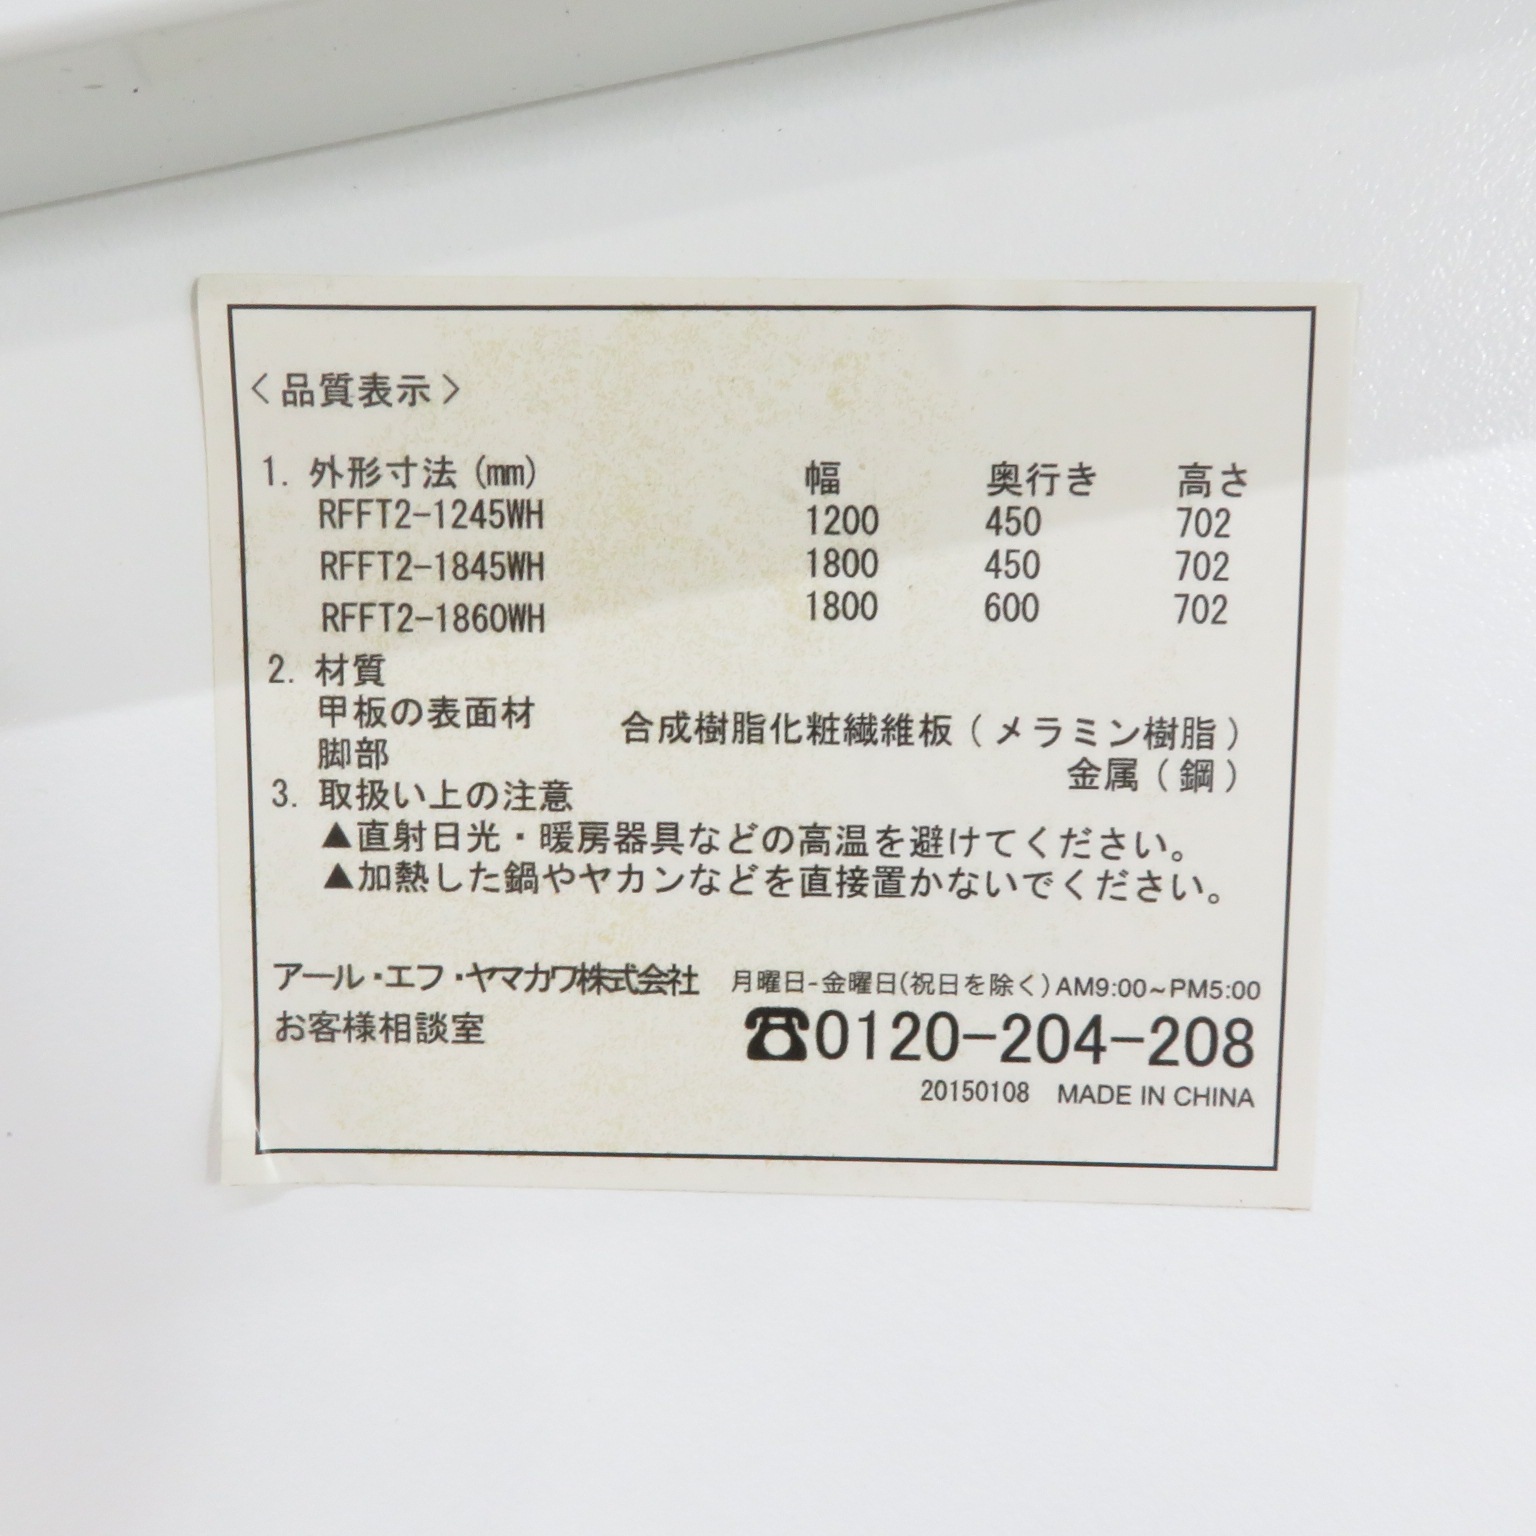 〈品質表示〉
1. 外形寸法(mm) 幅 奥行き 高さ
RFFT2-1245WH 1200 450 702
RFFT2-1845WH 1800 450 702
RFFT2-1860WH 1800 600 702
2. 材質
甲板の表面材 合成樹脂化粧繊維板(メラミン樹脂)
脚部 金属(鋼)
3. 取扱い上の注意
▲直射日光・暖房器具などの高温を避けてください。
▲加熱した鍋やヤカンなどを直接置かないでください。
アール・エフ・ヤマカワ株式会社 月曜日-金曜日(祝日を除く)AM9:00~PM5:00
お客様相談室 ☎0120-204-208
20150108 MADE IN CHINA